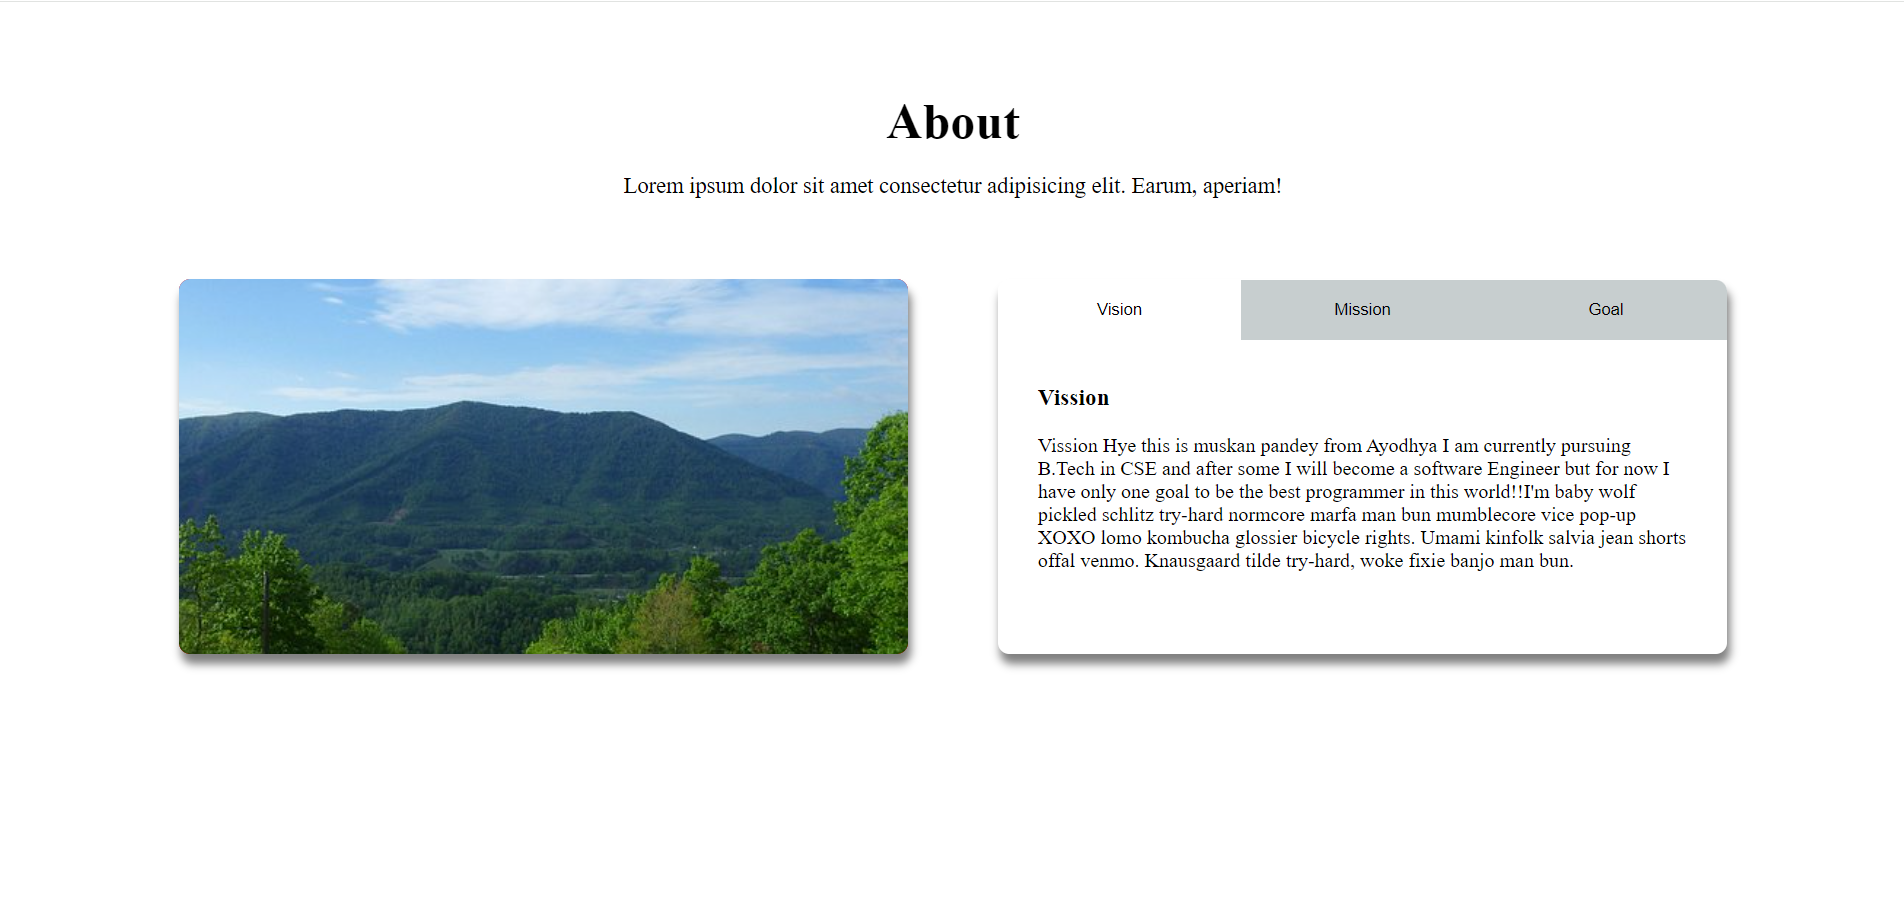 About
Lorem ipsum dolor sit amet consectetur adipisicing elit. Earum, aperiam!
Vision
Mission
Goal
Vission
Vission Hye this is muskan pandey from Ayodhya I am currently pursuing
B.Tech in CSE and after some I will become a software Engineer but for now I
have only one goal to be the best programmer in this world!!I'm baby wolf
pickled schlitz try-hard normcore marfa man bun mumblecore vice pop-up
XOXO lomo kombucha glossier bicycle rights. Umami kinfolk salvia jean shorts
offal venmo. Knausgaard tilde try-hard, woke fixie banjo man bun.